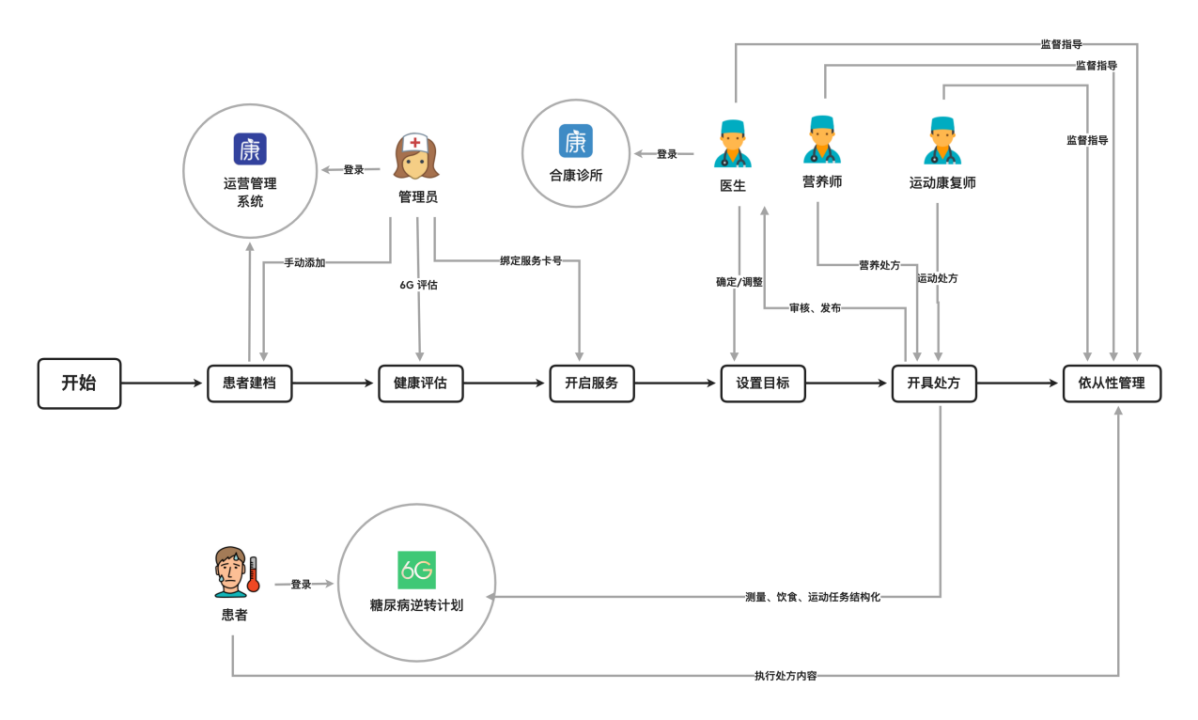 监督指导
监督指导
监督指导
康
运营管理
系统
登录
管理员
康
合康诊所
登录
医生
营养师
运动康复师
手动添加
6G 评估
绑定服务卡号
确定/调整
审核、发布
营养处方
运动处方
开始
患者建档
健康评估
开启服务
设置目标
开具处方
依从性管理
患者
登录
6G
糖尿病逆转计划
测量、饮食、运动任务结构化
执行处方内容